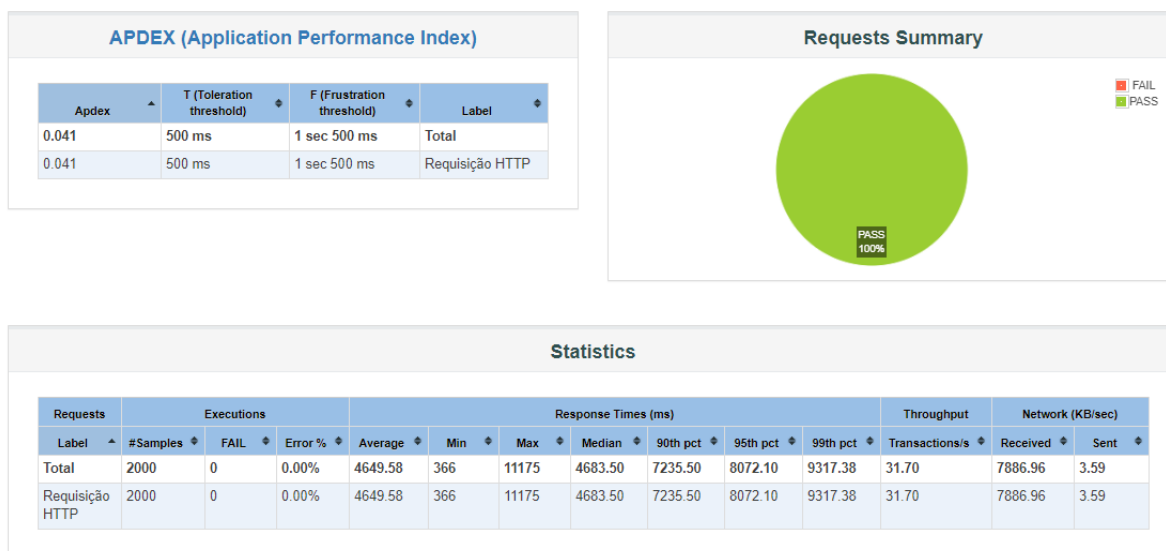 APDEX (Application Performance Index)
Apdex T (Toleration threshold) F (Frustration threshold) Label
0.041 500 ms 1 sec 500 ms Total
0.041 500 ms 1 sec 500 ms Requisição HTTP
Requests Summary
FAIL
PASS
PASS
100%
Statistics
Requests Executions Response Times (ms) Throughput Network (KB/sec)
Label #Samples FAIL Error % Average Min Max Median 90th pct 95th pct 99th pct Transactions/s Received Sent
Total 2000 0 0.00% 4649.58 366 11175 4683.50 7235.50 8072.10 9317.38 31.70 7886.96 3.59
Requisição HTTP 2000 0 0.00% 4649.58 366 11175 4683.50 7235.50 8072.10 9317.38 31.70 7886.96 3.59